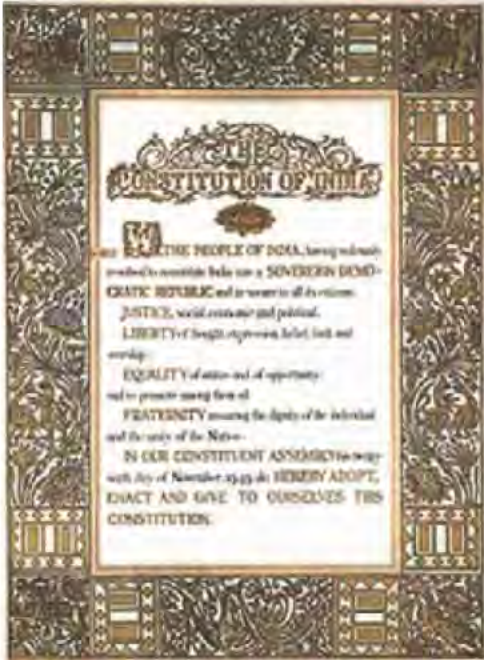 THE
CONSTITUTION OF INDIA
WE, THE PEOPLE OF INDIA, having solemnly
resolved to constitute India into a SOVEREIGN DEMO-
CRATIC REPUBLIC and to secure to all its citizens:
JUSTICE, social, economic and political;
LIBERTY of thought, expression, belief, faith and
worship;
EQUALITY of status and of opportunity;
and to promote among them all
FRATERNITY assuring the dignity of the individual
and the unity of the Nation;
IN OUR CONSTITUENT ASSEMBLY this twenty-
sixth day of November 1949, do HEREBY ADOPT,
ENACT AND GIVE TO OURSELVES THIS
CONSTITUTION.